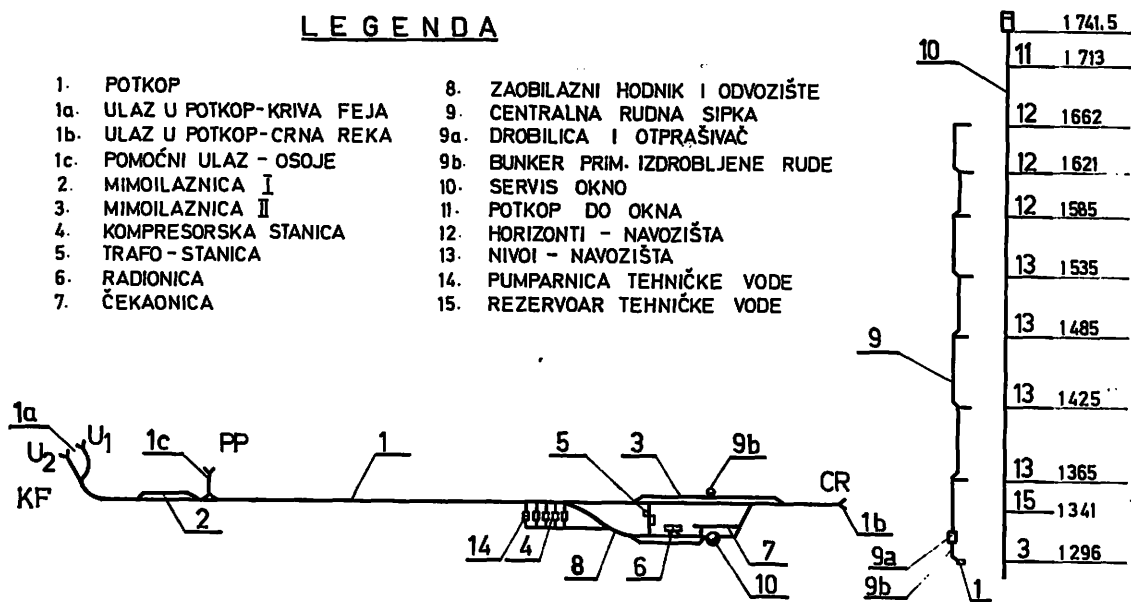 LEGENDA
1. POTKOP
1a. ULAZ U POTKOP-KRIVA FEJA
1b. ULAZ U POTKOP-CRNA REKA
1c. POMOĆNI ULAZ - OSOJE
2. MIMOILAZNICA I
3. MIMOILAZNICA II
4. KOMPRESORSKA STANICA
5. TRAFO-STANICA
6. RADIONICA
7. ČEKAONICA
8. ZAOBILAZNI HODNIK I ODVOZIŠTE
9. CENTRALNA RUDNA SIPKA
9a. DROBILICA I OTPRAŠIVAČ
9b. BUNKER PRIM. IZDROBLJENE RUDE
10. SERVIS OKNO
11. POTKOP DO OKNA
12. HORIZONTI - NAVOZIŠTA
13. NIVOI - NAVOZIŠTA
14. PUMPARNICA TEHNIČKE VODE
15. REZERVOAR TEHNIČKE VODE
1741.5
10
11 1713
12 1662
12 1621
12 1585
13 1535
13 1485
9
13 1425
13 1365
15 1341
3 1296
9a
9b
1
1a
U1
U2
KF
2
1c
PP
1
5
3
9b
CR
1b
14
4
8
6
10
7